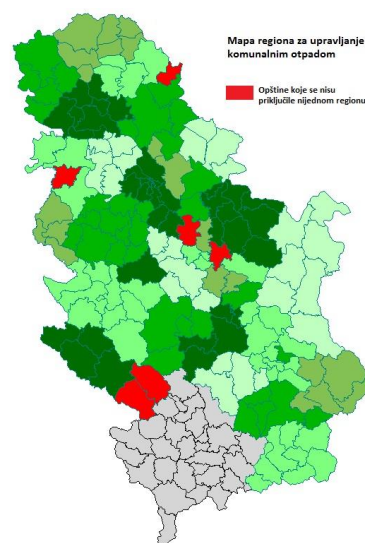 Mapa regiona za upravljanje
komunalnim otpadom
Opštine koje se nisu
priključile nijednom regionu